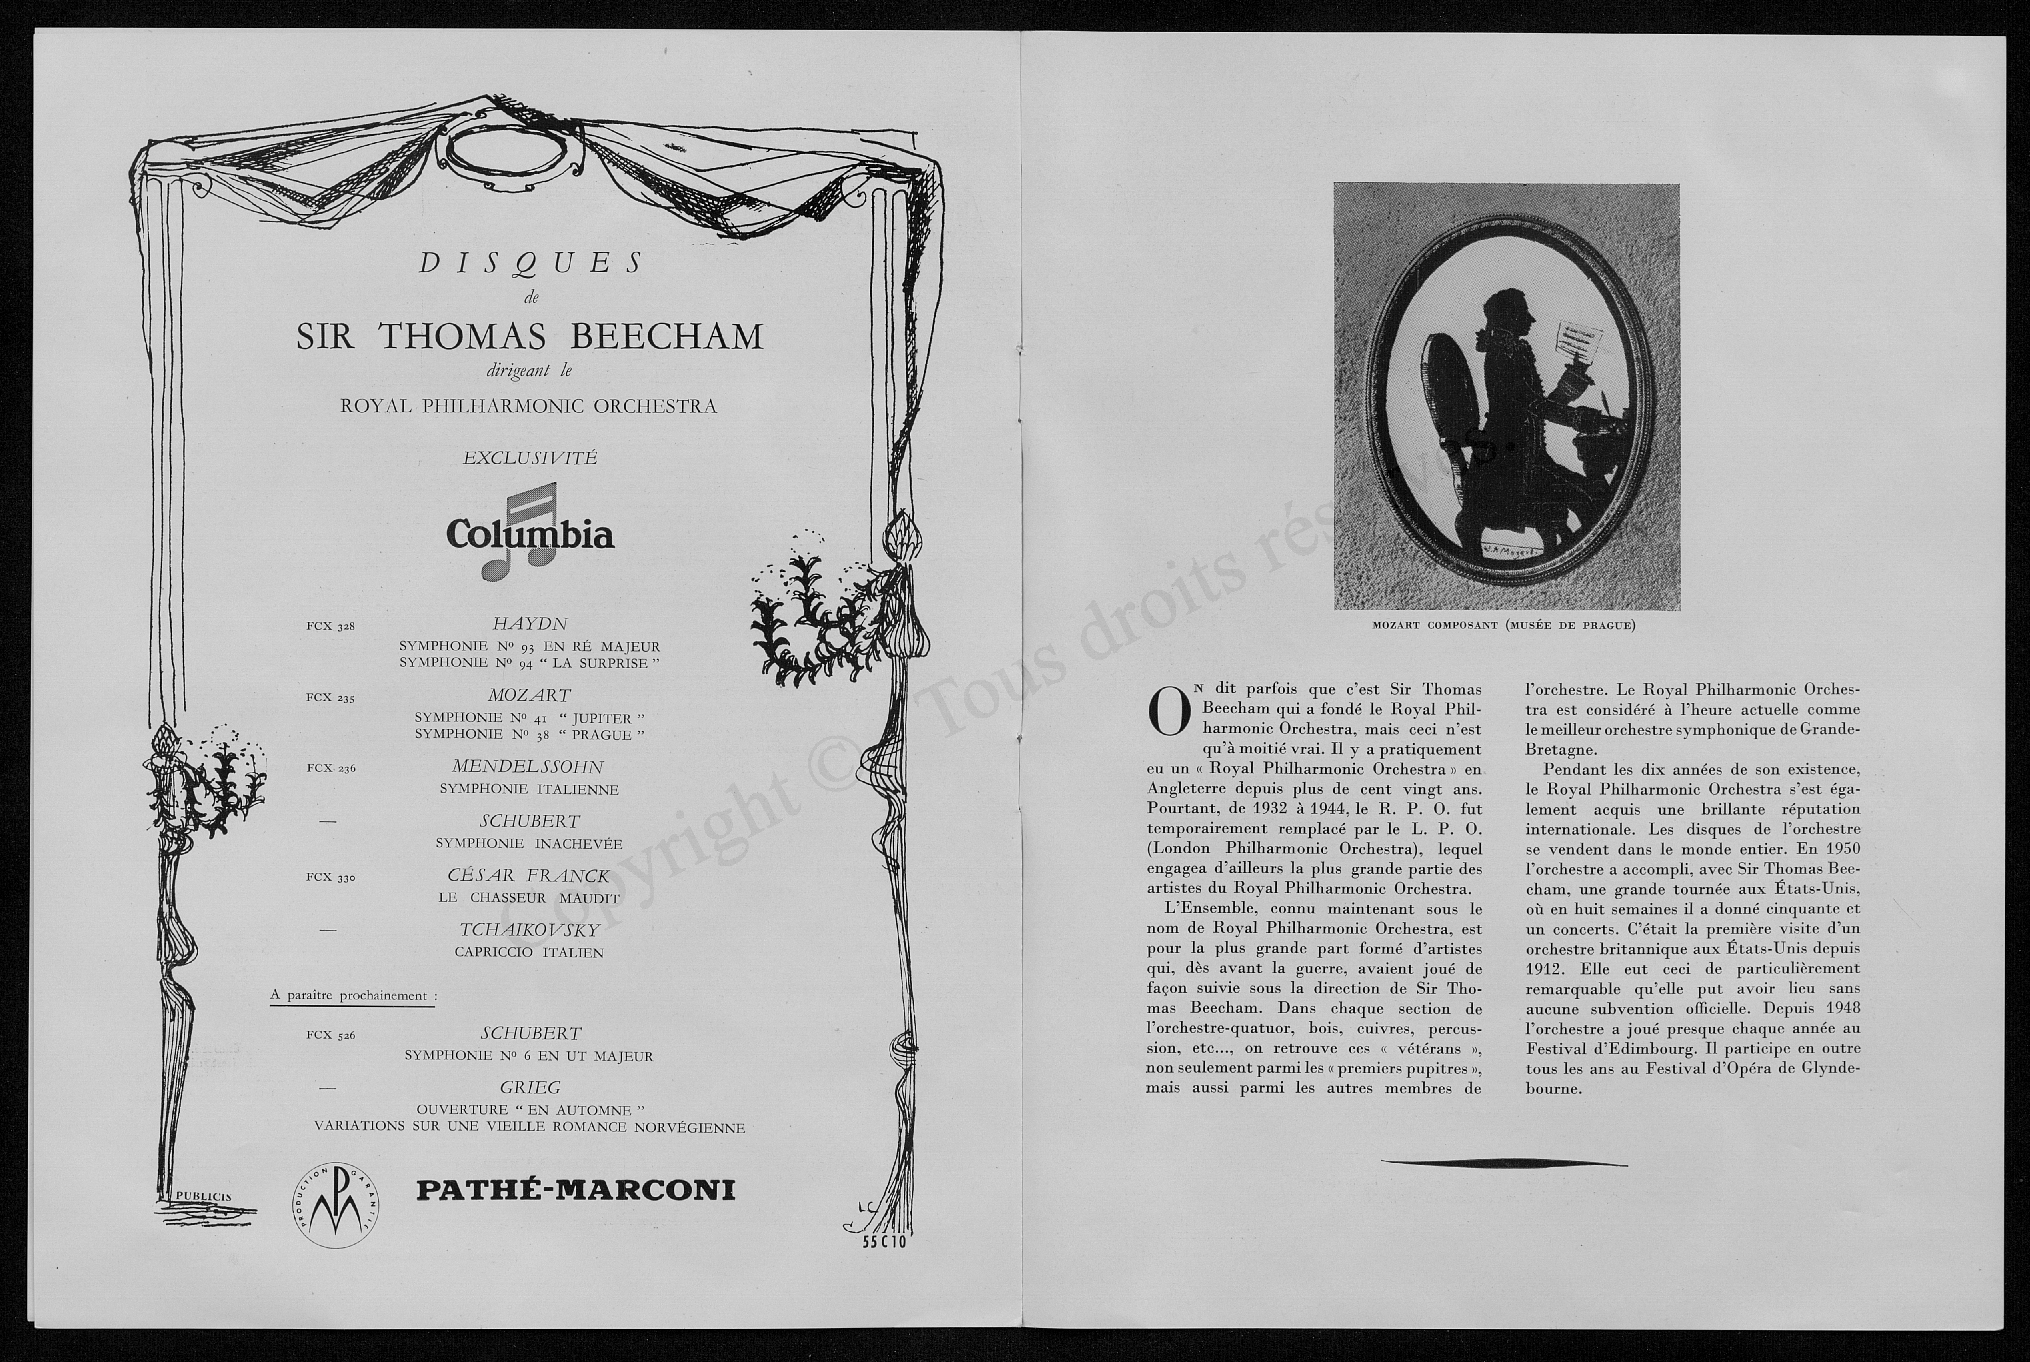 DISQUES
de
SIR THOMAS BEECHAM
dirigeant le
ROYAL PHILHARMONIC ORCHESTRA
EXCLUSIVITÉ
Columbia
FCX 328 HAYDN
SYMPHONIE Nº 93 EN RÉ MAJEUR
SYMPHONIE Nº 94 “ LA SURPRISE ”
FCX 235 MOZART
SYMPHONIE Nº 41 “ JUPITER ”
SYMPHONIE Nº 38 “ PRAGUE ”
FCX 236 MENDELSSOHN
SYMPHONIE ITALIENNE
— SCHUBERT
SYMPHONIE INACHEVÉE
FCX 330 CÉSAR FRANCK
LE CHASSEUR MAUDIT
— TCHAIKOVSKY
CAPRICCIO ITALIEN
A paraître prochainement :
FCX 526 SCHUBERT
SYMPHONIE Nº 6 EN UT MAJEUR
— GRIEG
OUVERTURE “ EN AUTOMNE ”
VARIATIONS SUR UNE VIEILLE ROMANCE NORVÉGIENNE
PUBLICIS
PRODUCTION GARANTIE
PM
PATHÉ-MARCONI
LC
55 C 10
W.A Mozart.
MOZART COMPOSANT (MUSÉE DE PRAGUE)
ON dit parfois que c’est Sir Thomas
Beecham qui a fondé le Royal Phil-
harmonic Orchestra, mais ceci n’est
qu’à moitié vrai. Il y a pratiquement
eu un « Royal Philharmonic Orchestra » en
Angleterre depuis plus de cent vingt ans.
Pourtant, de 1932 à 1944, le R. P. O. fut
temporairement remplacé par le L. P. O.
(London Philharmonic Orchestra), lequel
engagea d’ailleurs la plus grande partie des
artistes du Royal Philharmonic Orchestra.
L’Ensemble, connu maintenant sous le
nom de Royal Philharmonic Orchestra, est
pour la plus grande part formé d’artistes
qui, dès avant la guerre, avaient joué de
façon suivie sous la direction de Sir Tho-
mas Beecham. Dans chaque section de
l’orchestre-quatuor, bois, cuivres, percus-
sion, etc..., on retrouve ces « vétérans »,
non seulement parmi les « premiers pupitres »,
mais aussi parmi les autres membres de
l’orchestre. Le Royal Philharmonic Orches-
tra est considéré à l’heure actuelle comme
le meilleur orchestre symphonique de Grande-
Bretagne.
Pendant les dix années de son existence,
le Royal Philharmonic Orchestra s’est éga-
lement acquis une brillante réputation
internationale. Les disques de l’orchestre
se vendent dans le monde entier. En 1950
l’orchestre a accompli, avec Sir Thomas Bee-
cham, une grande tournée aux États-Unis,
où en huit semaines il a donné cinquante et
un concerts. C’était la première visite d’un
orchestre britannique aux États-Unis depuis
1912. Elle eut ceci de particulièrement
remarquable qu’elle put avoir lieu sans
aucune subvention officielle. Depuis 1948
l’orchestre a joué presque chaque année au
Festival d’Edimbourg. Il participe en outre
tous les ans au Festival d’Opéra de Glynde-
bourne.
Copyright © - Tous droits réservés.